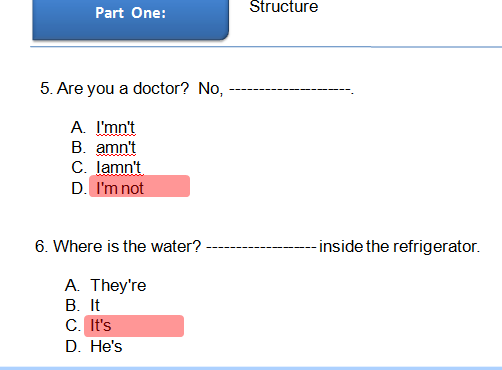 Part One:
Structure
5. Are you a doctor? No, ---------------------.
A. I'mn't
B. amn't
C. Iamn't
D. I'm not
6. Where is the water? ------------------- inside the refrigerator.
A. They're
B. It
C. It's
D. He's